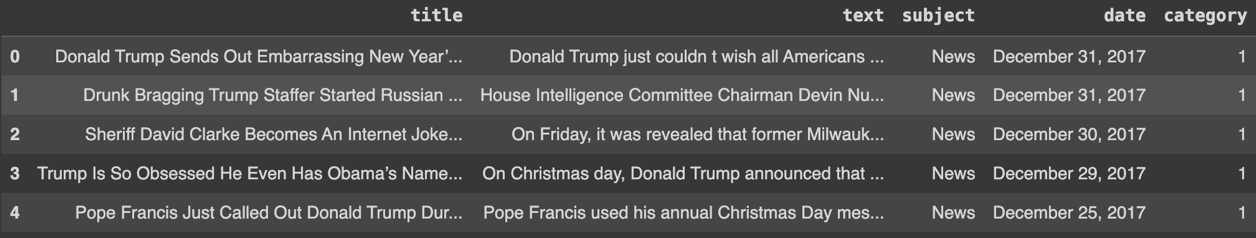 title text subject date category
0 Donald Trump Sends Out Embarrassing New Year’... Donald Trump just couldn t wish all Americans ... News December 31, 2017 1
1 Drunk Bragging Trump Staffer Started Russian ... House Intelligence Committee Chairman Devin Nu... News December 31, 2017 1
2 Sheriff David Clarke Becomes An Internet Joke... On Friday, it was revealed that former Milwauk... News December 30, 2017 1
3 Trump Is So Obsessed He Even Has Obama’s Name... On Christmas day, Donald Trump announced that ... News December 29, 2017 1
4 Pope Francis Just Called Out Donald Trump Dur... Pope Francis used his annual Christmas Day mes... News December 25, 2017 1